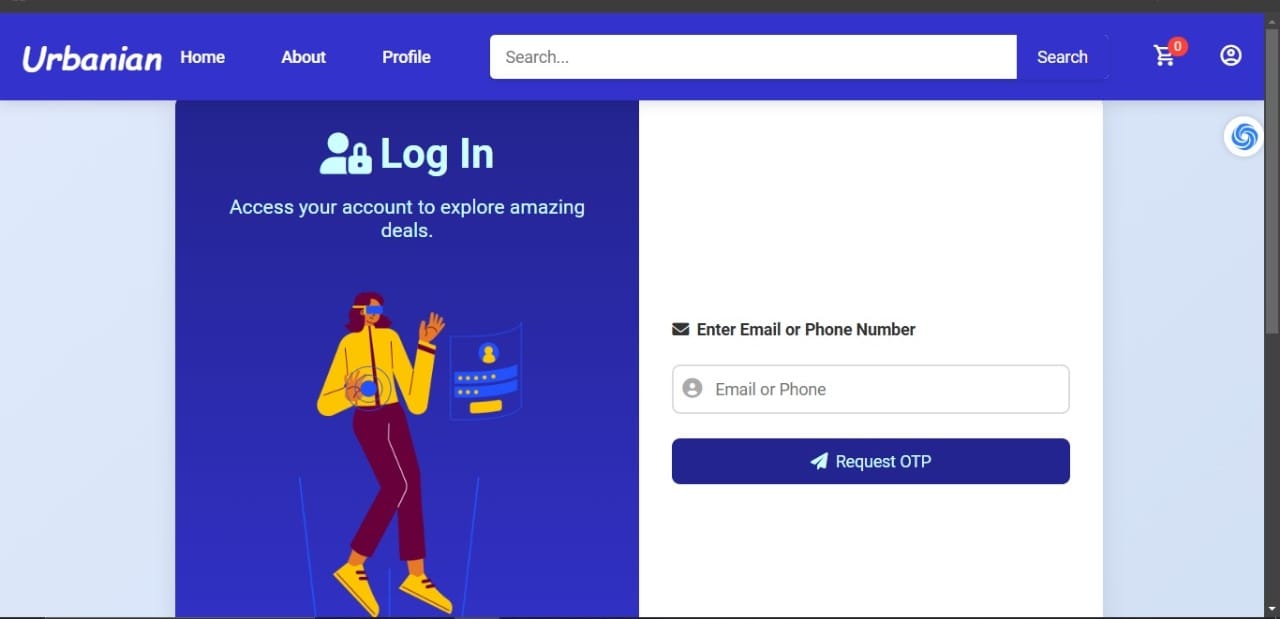 Urbanian Home About Profile Search... Search 0
Log In
Access your account to explore amazing
deals.
Enter Email or Phone Number
Email or Phone
Request OTP